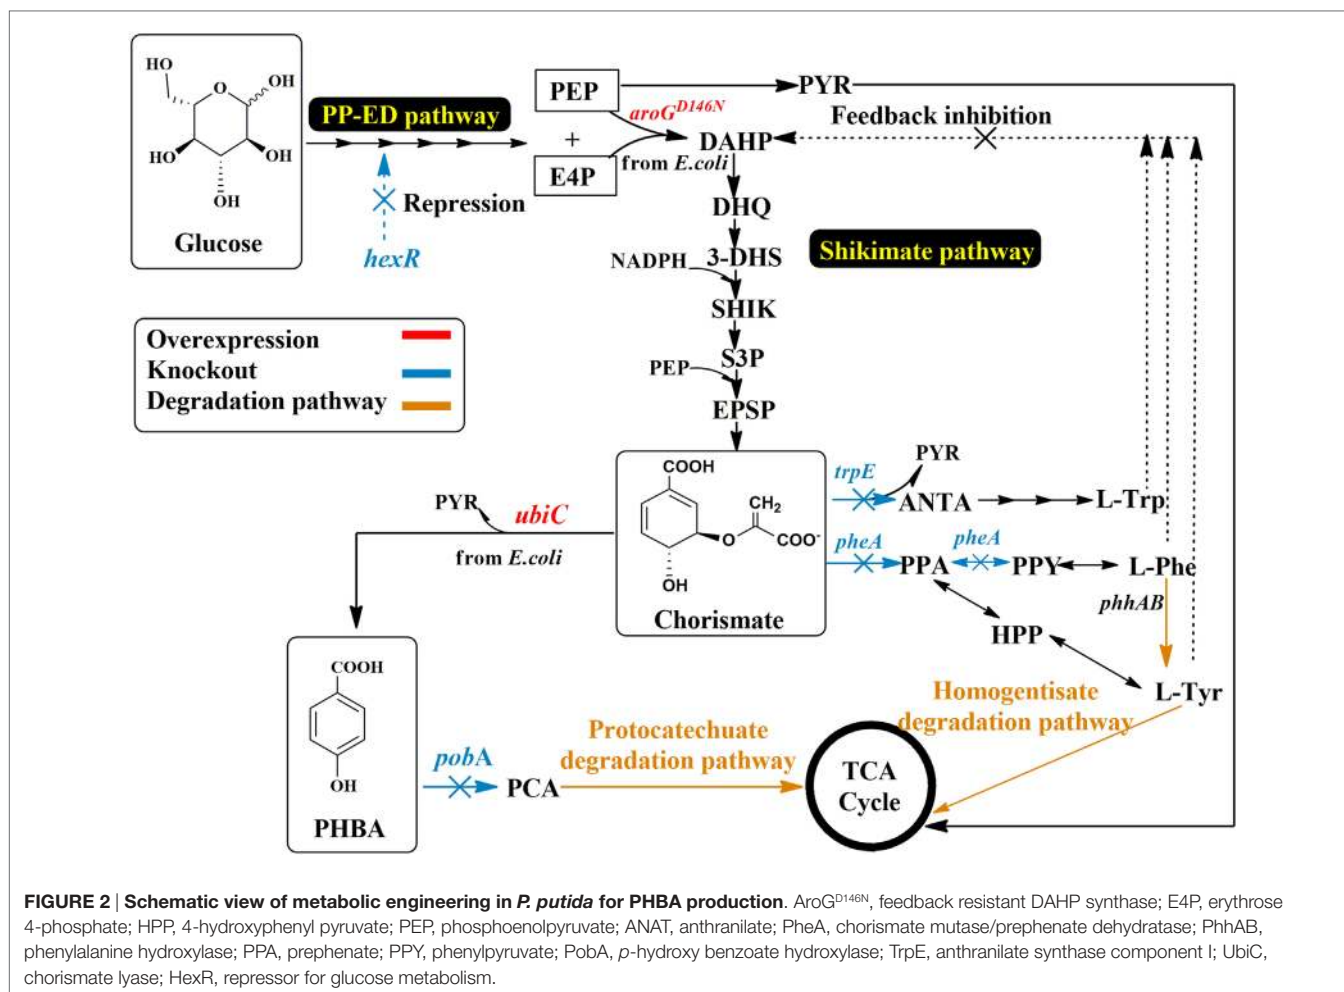 HO
O
OH
HO
OH
OH
Glucose
PP-ED pathway
Repression
hexR
PEP
+
E4P
aroG^D146N
from E.coli
PYR
Feedback inhibition
DAHP
DHQ
3-DHS
NADPH
SHIK
S3P
PEP
EPSP
Shikimate pathway
Overexpression
Knockout
Degradation pathway
COOH
CH2
O
COO-
OH
Chorismate
trpE
PYR
ANTA
L-Trp
pheA
PPA
pheA
PPY
L-Phe
phhAB
HPP
L-Tyr
PYR
ubiC
from E.coli
COOH
OH
PHBA
pobA
PCA
Protocatechuate
degradation pathway
Homogentisate
degradation pathway
TCA
Cycle
FIGURE 2 | Schematic view of metabolic engineering in P. putida for PHBA production. AroG^D146N, feedback resistant DAHP synthase; E4P, erythrose
4-phosphate; HPP, 4-hydroxyphenyl pyruvate; PEP, phosphoenolpyruvate; ANAT, anthranilate; PheA, chorismate mutase/prephenate dehydratase; PhhAB,
phenylalanine hydroxylase; PPA, prephenate; PPY, phenylpyruvate; PobA, p-hydroxy benzoate hydroxylase; TrpE, anthranilate synthase component I; UbiC,
chorismate lyase; HexR, repressor for glucose metabolism.